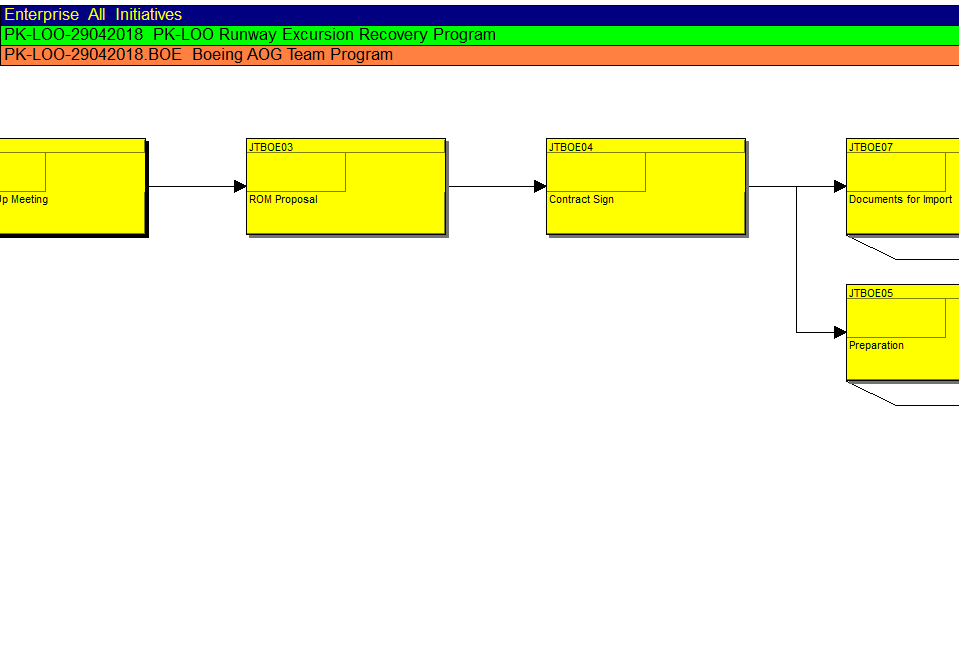 Enterprise All Initiatives
PK-LOO-29042018 PK-LOO Runway Excursion Recovery Program
PK-LOO-29042018.BOE Boeing AOG Team Program
JTBOE03
JTBOE04
JTBOE07
Meeting
ROM Proposal
Contract Sign
Documents for Import
JTBOE05
Preparation